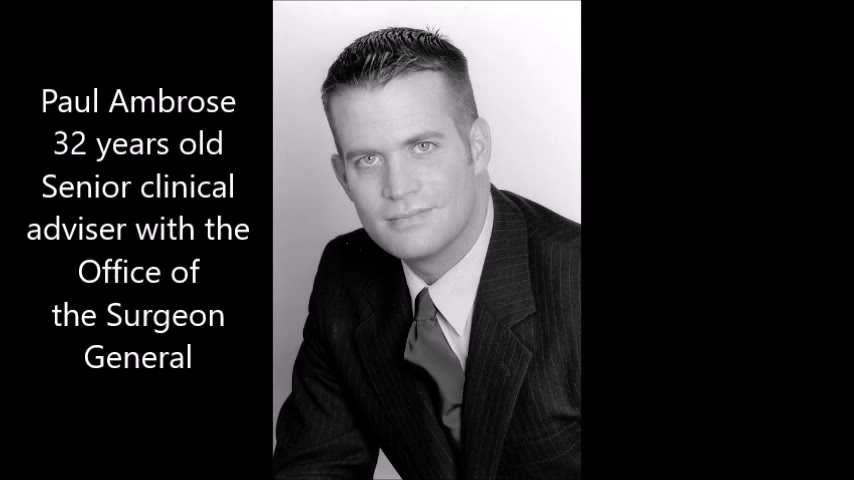 Paul Ambrose
32 years old
Senior clinical
adviser with the
Office of
the Surgeon
General